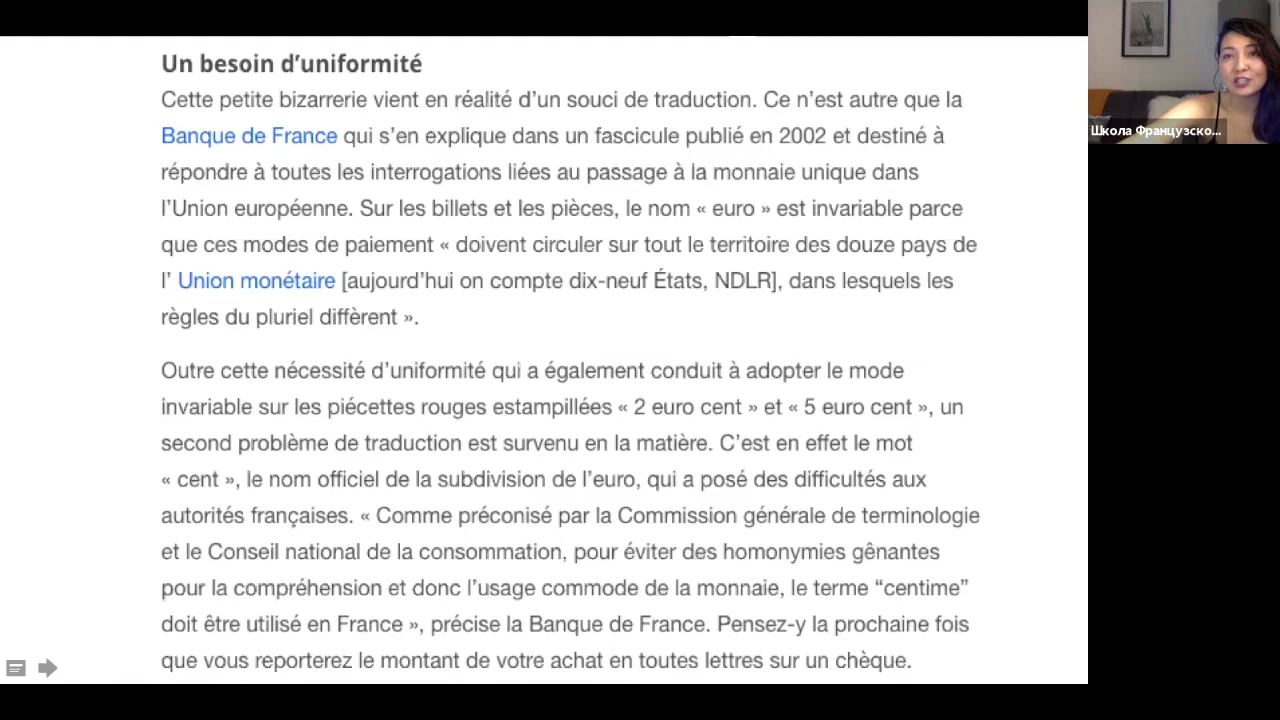 Un besoin d’uniformité
Cette petite bizarrerie vient en réalité d’un souci de traduction. Ce n’est autre que la
Banque de France qui s’en explique dans un fascicule publié en 2002 et destiné à
répondre à toutes les interrogations liées au passage à la monnaie unique dans
l’Union européenne. Sur les billets et les pièces, le nom « euro » est invariable parce
que ces modes de paiement « doivent circuler sur tout le territoire des douze pays de
l’ Union monétaire [aujourd’hui on compte dix-neuf États, NDLR], dans lesquels les
règles du pluriel diffèrent ».
Outre cette nécessité d’uniformité qui a également conduit à adopter le mode
invariable sur les piécettes rouges estampillées « 2 euro cent » et « 5 euro cent », un
second problème de traduction est survenu en la matière. C’est en effet le mot
« cent », le nom officiel de la subdivision de l’euro, qui a posé des difficultés aux
autorités françaises. « Comme préconisé par la Commission générale de terminologie
et le Conseil national de la consommation, pour éviter des homonymies gênantes
pour la compréhension et donc l’usage commode de la monnaie, le terme “centime”
doit être utilisé en France », précise la Banque de France. Pensez-y la prochaine fois
que vous reporterez le montant de votre achat en toutes lettres sur un chèque.
Школа Французско...